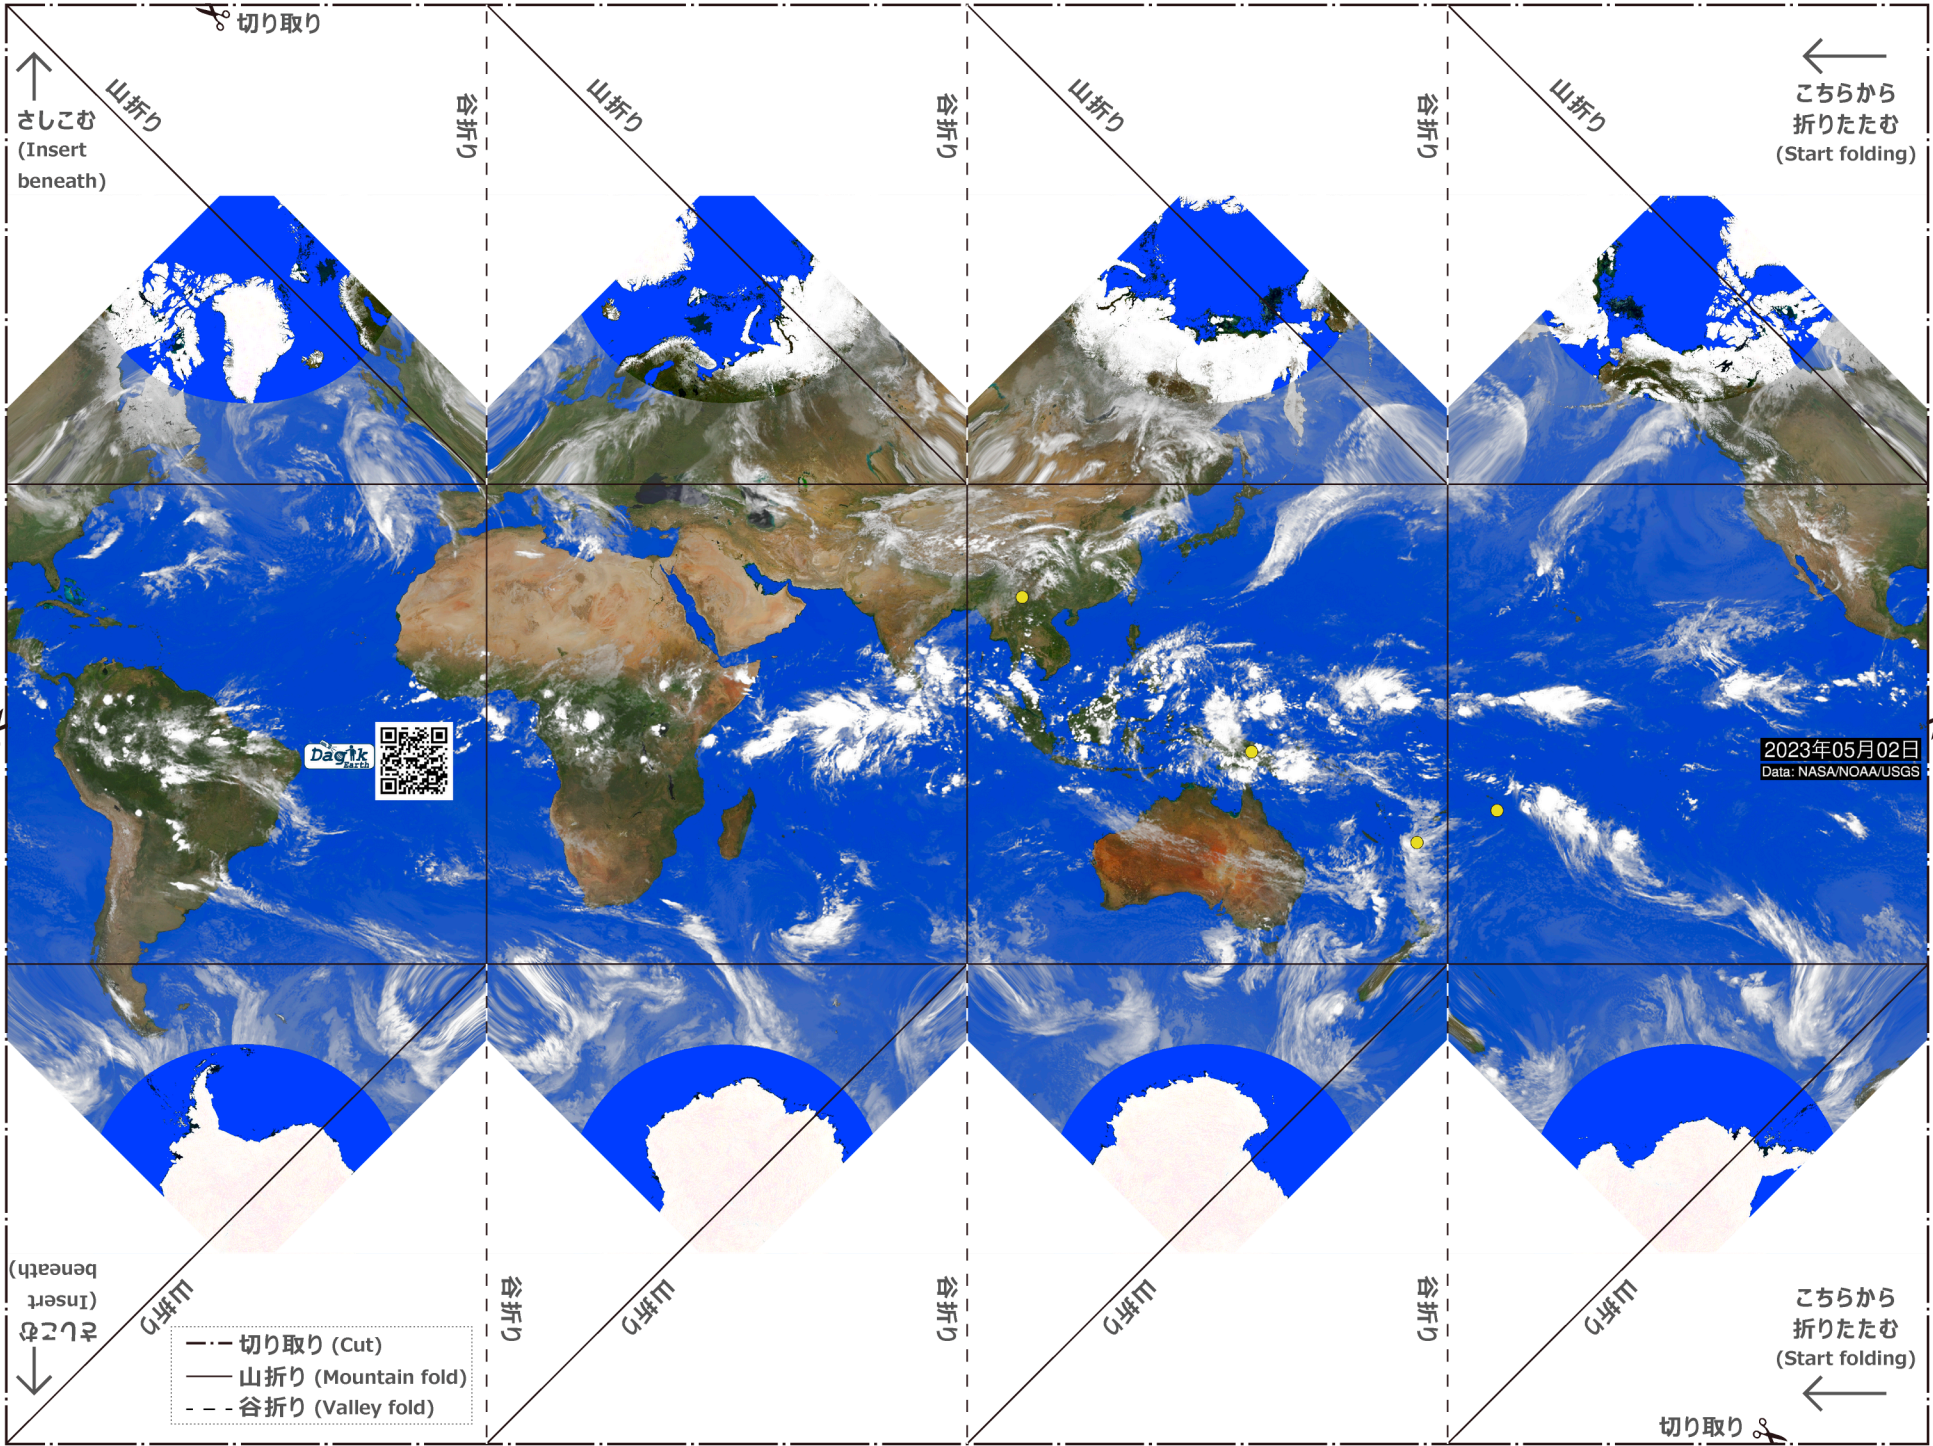 切り取り
山折り
谷折り
山折り
谷折り
山折り
谷折り
山折り
さしこむ
(Insert
beneath)
こちらから
折りたたむ
(Start folding)
Dagik
Earth
2023年05月02日
Data: NASA/NOAA/USGS
さしこむ
(Insert
beneath)
山折り
谷折り
山折り
谷折り
山折り
谷折り
山折り
こちらから
折りたたむ
(Start folding)
切り取り (Cut)
山折り (Mountain fold)
谷折り (Valley fold)
切り取り